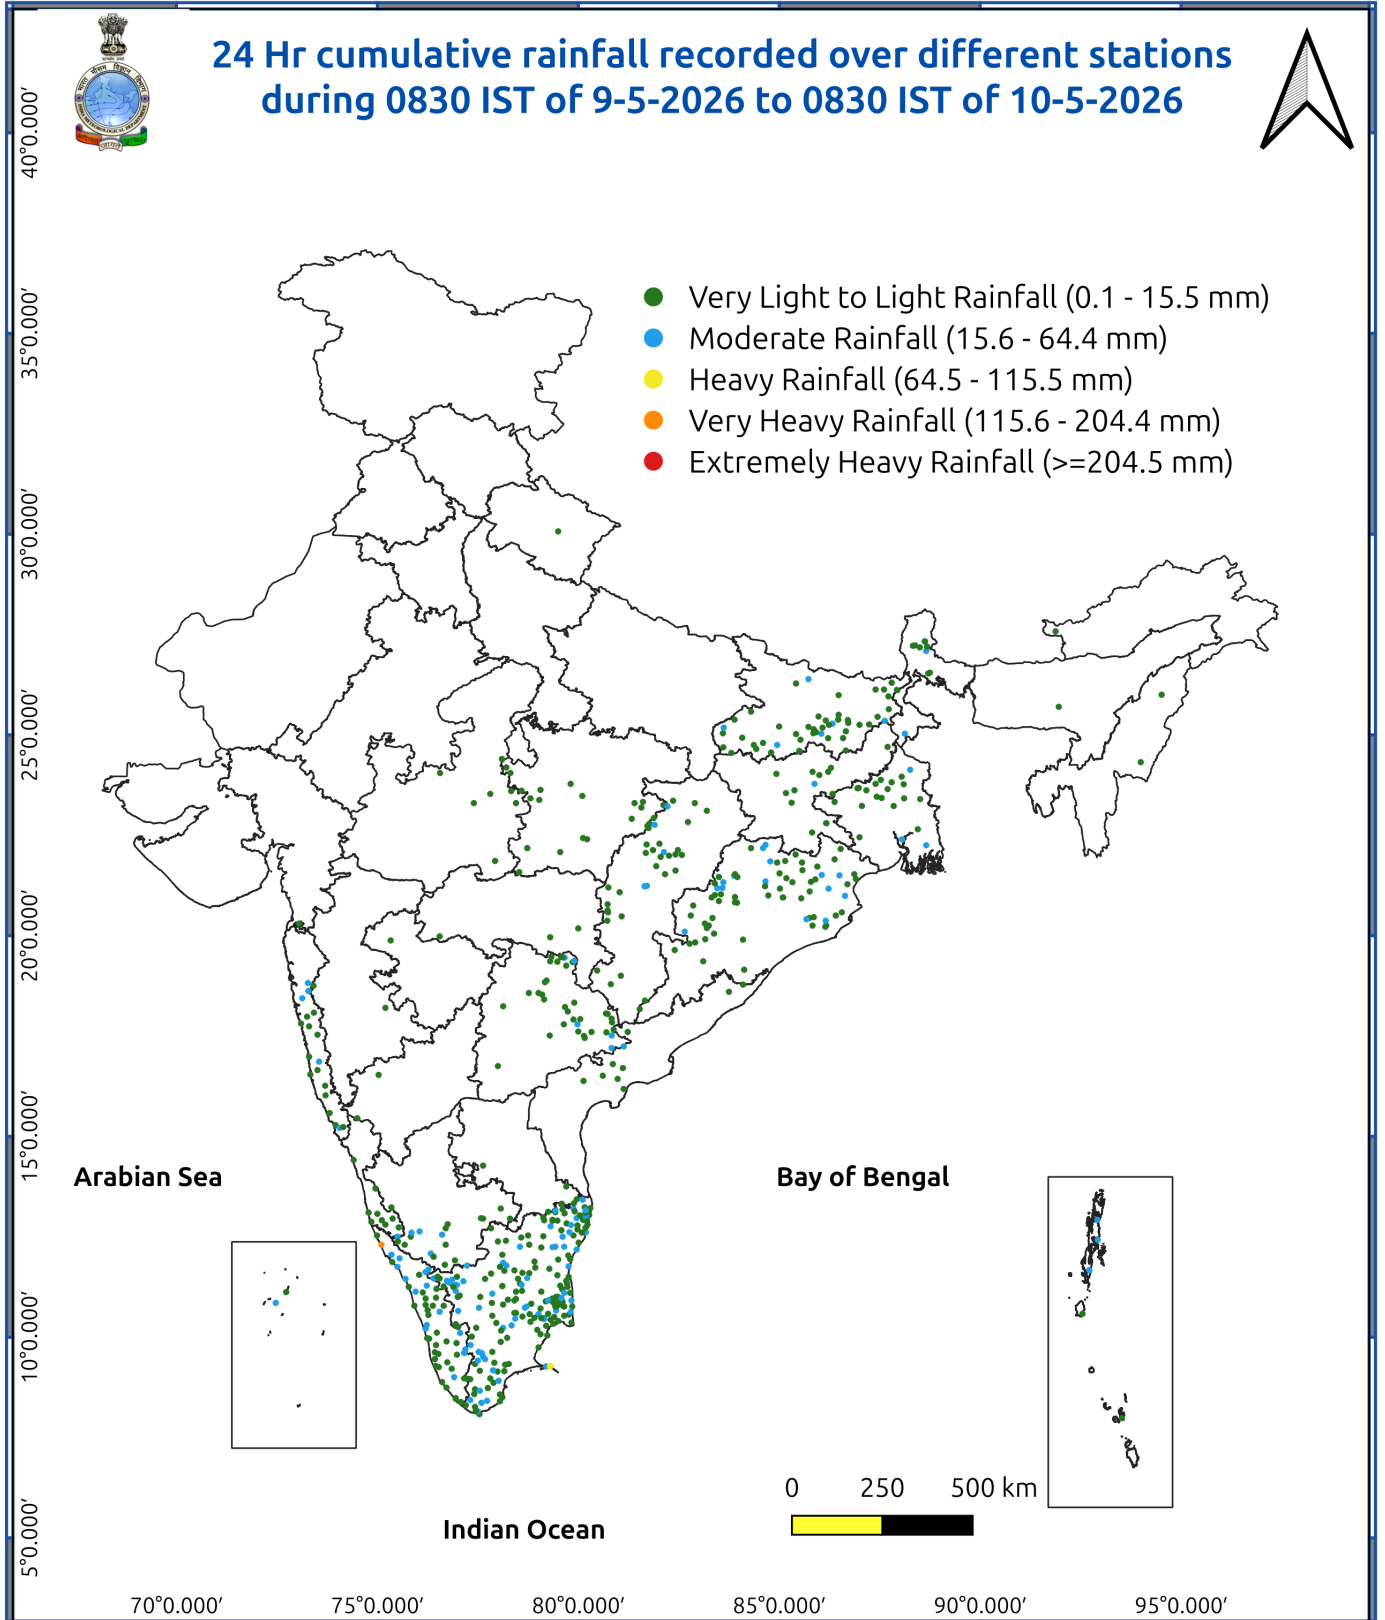 24 Hr cumulative rainfall recorded over different stations
during 0830 IST of 9-5-2026 to 0830 IST of 10-5-2026
Very Light to Light Rainfall (0.1 - 15.5 mm)
Moderate Rainfall (15.6 - 64.4 mm)
Heavy Rainfall (64.5 - 115.5 mm)
Very Heavy Rainfall (115.6 - 204.4 mm)
Extremely Heavy Rainfall (>=204.5 mm)
40°0.000′
35°0.000′
30°0.000′
25°0.000′
20°0.000′
15°0.000′
10°0.000′
5°0.000′
Arabian Sea
Bay of Bengal
Indian Ocean
0 250 500 km
70°0.000′ 75°0.000′ 80°0.000′ 85°0.000′ 90°0.000′ 95°0.000′